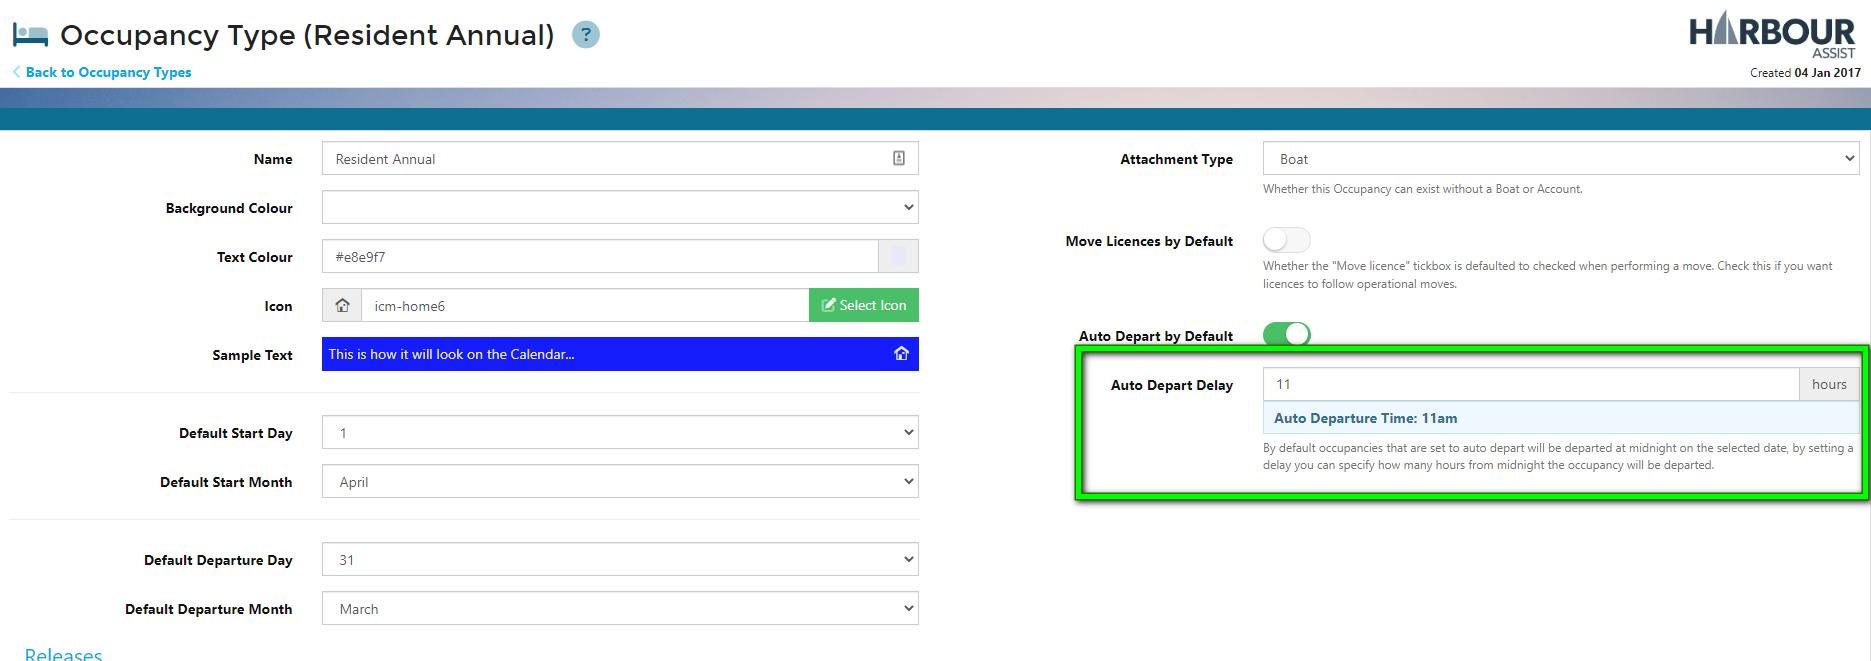 Occupancy Type (Resident Annual) ?
HARBOUR
ASSIST
Back to Occupancy Types
Created 04 Jan 2017
Name
Resident Annual
Background Colour
Text Colour
#e8e9f7
Icon
icm-home6
Select Icon
Sample Text
This is how it will look on the Calendar...
Default Start Day
1
Default Start Month
April
Default Departure Day
31
Default Departure Month
March
Releases
Attachment Type
Boat
Whether this Occupancy can exist without a Boat or Account.
Move Licences by Default
Whether the "Move licence" tickbox is defaulted to checked when performing a move. Check this if you want
licences to follow operational moves.
Auto Depart by Default
Auto Depart Delay
11
hours
Auto Departure Time: 11am
By default occupancies that are set to auto depart will be departed at midnight on the selected date, by setting a
delay you can specify how many hours from midnight the occupancy will be departed.